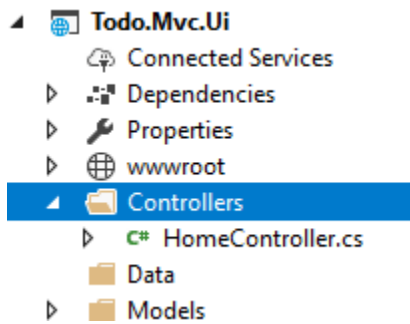 Todo.Mvc.Ui
Connected Services
Dependencies
Properties
wwwroot
Controllers
C# HomeController.cs
Data
Models